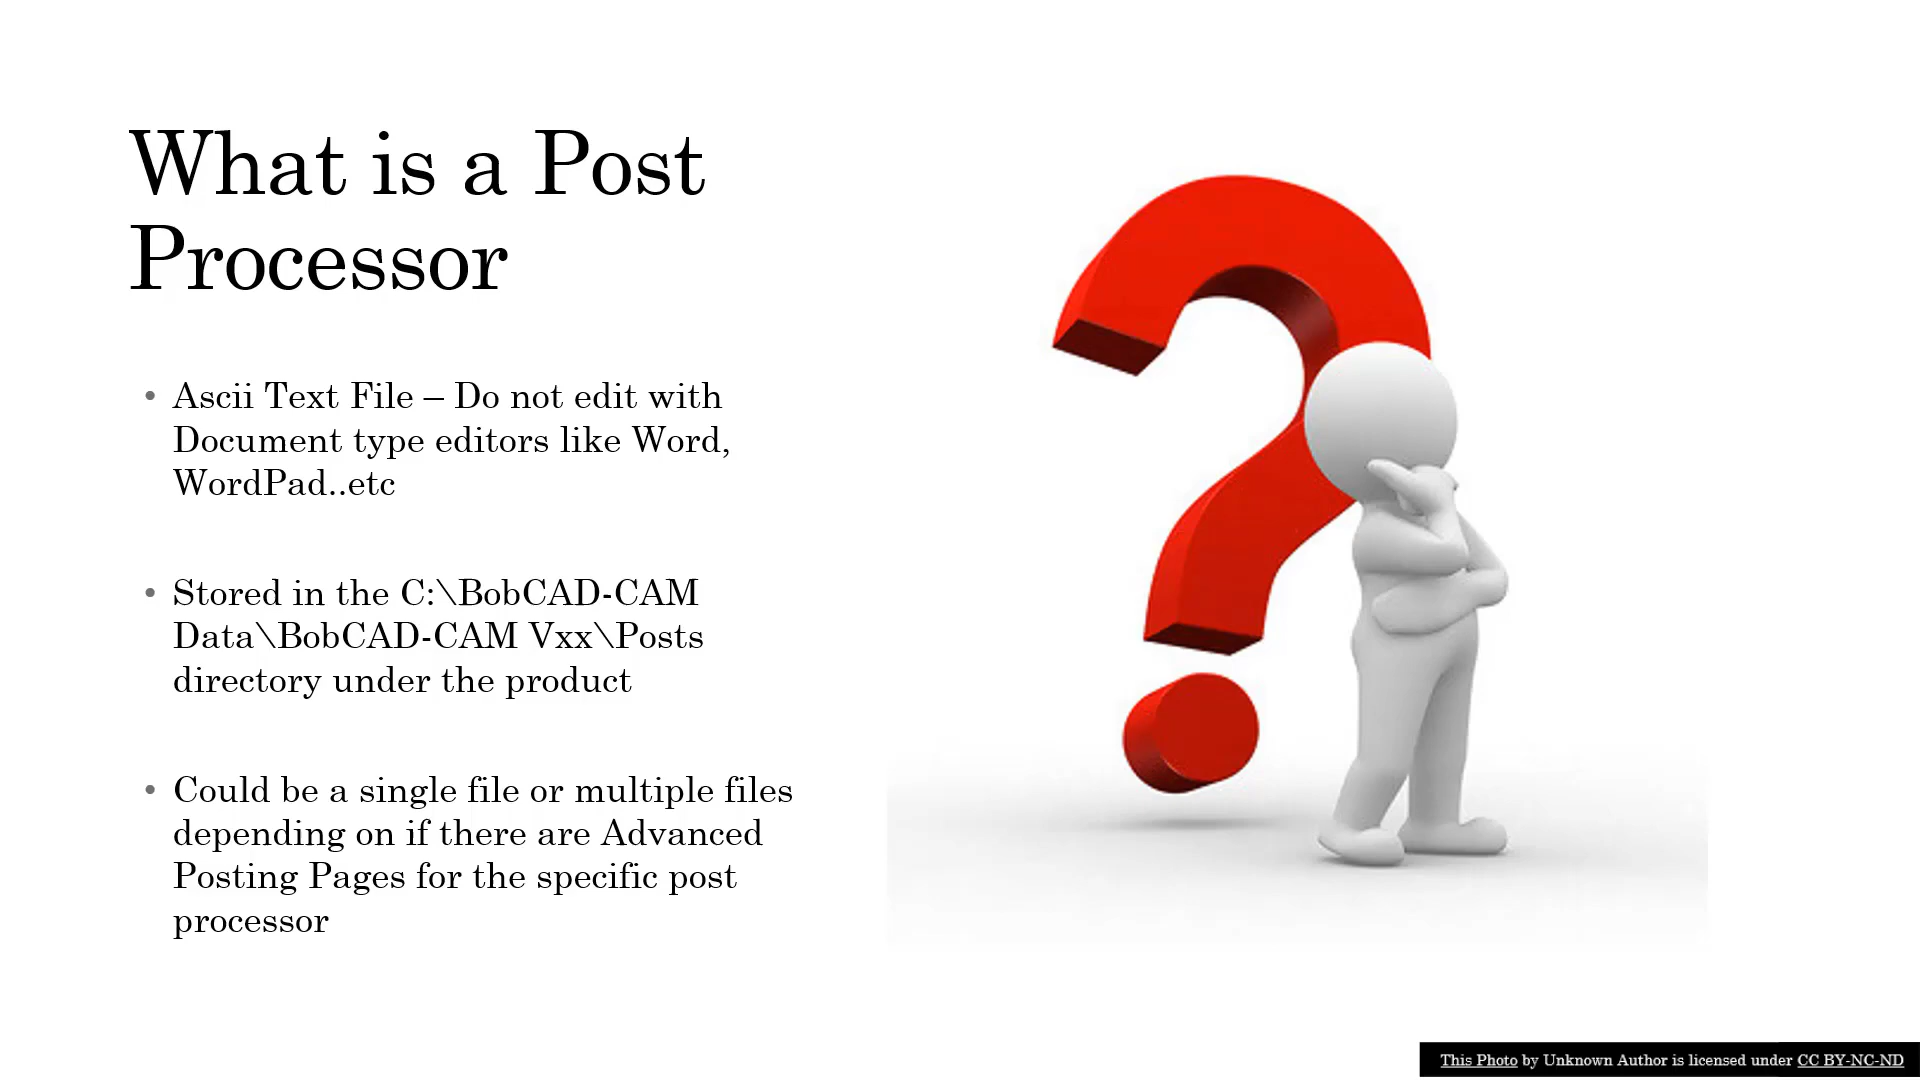 What is a Post
Processor
• Ascii Text File – Do not edit with
Document type editors like Word,
WordPad..etc
• Stored in the C:\BobCAD-CAM
Data\BobCAD-CAM Vxx\Posts
directory under the product
• Could be a single file or multiple files
depending on if there are Advanced
Posting Pages for the specific post
processor
This Photo by Unknown Author is licensed under CC BY-NC-ND